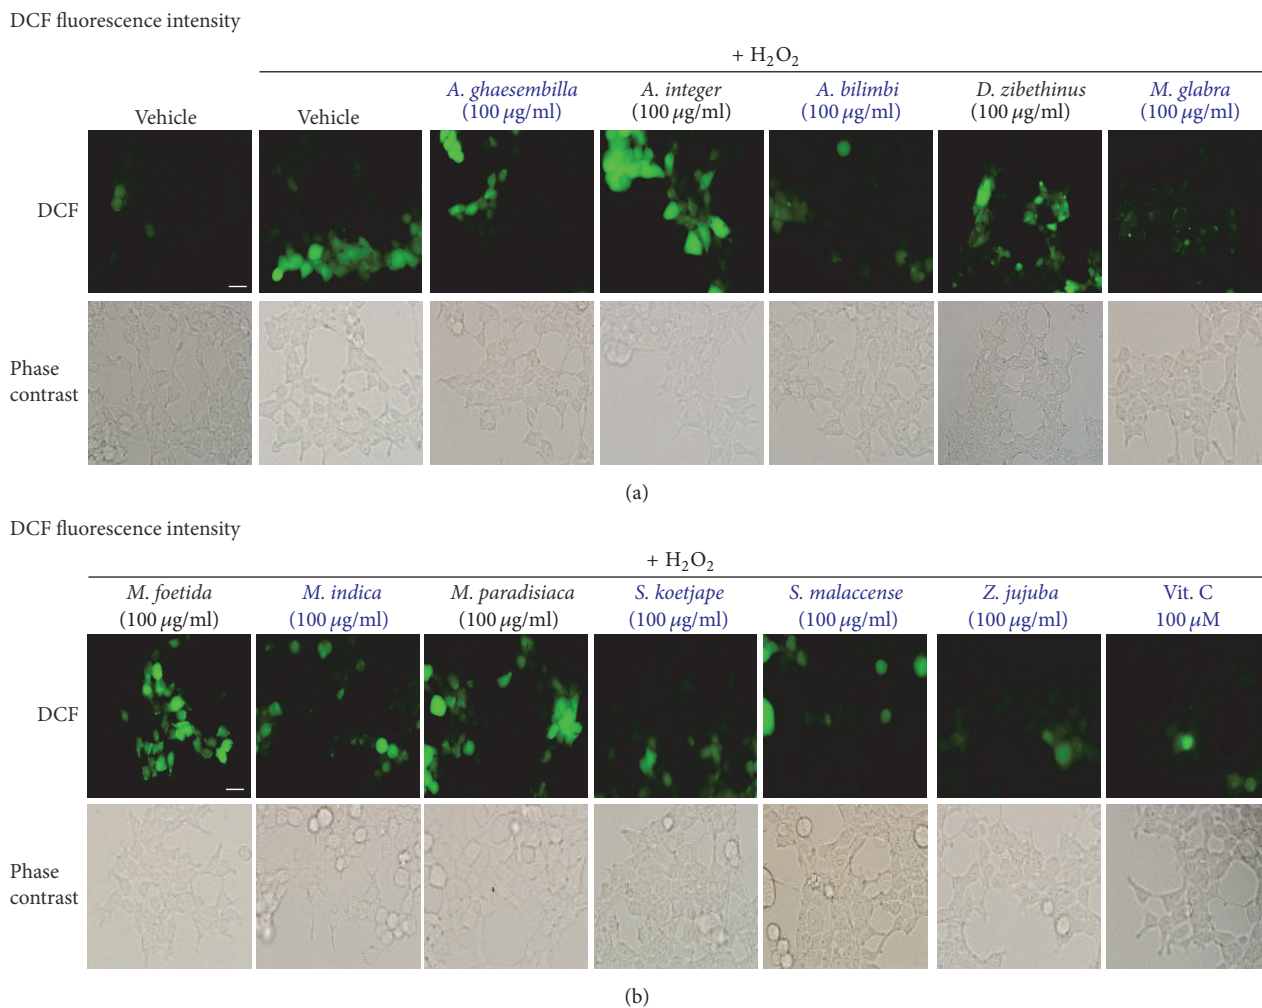 DCF fluorescence intensity
+ H₂O₂
Vehicle
Vehicle
A. ghaesembilla
(100 μg/ml)
A. integer
(100 μg/ml)
A. bilimbi
(100 μg/ml)
D. zibethinus
(100 μg/ml)
M. glabra
(100 μg/ml)
DCF
Phase
contrast
(a)
DCF fluorescence intensity
+ H₂O₂
M. foetida
(100 μg/ml)
M. indica
(100 μg/ml)
M. paradisiaca
(100 μg/ml)
S. koetjape
(100 μg/ml)
S. malaccense
(100 μg/ml)
Z. jujuba
(100 μg/ml)
Vit. C
100 μM
DCF
Phase
contrast
(b)